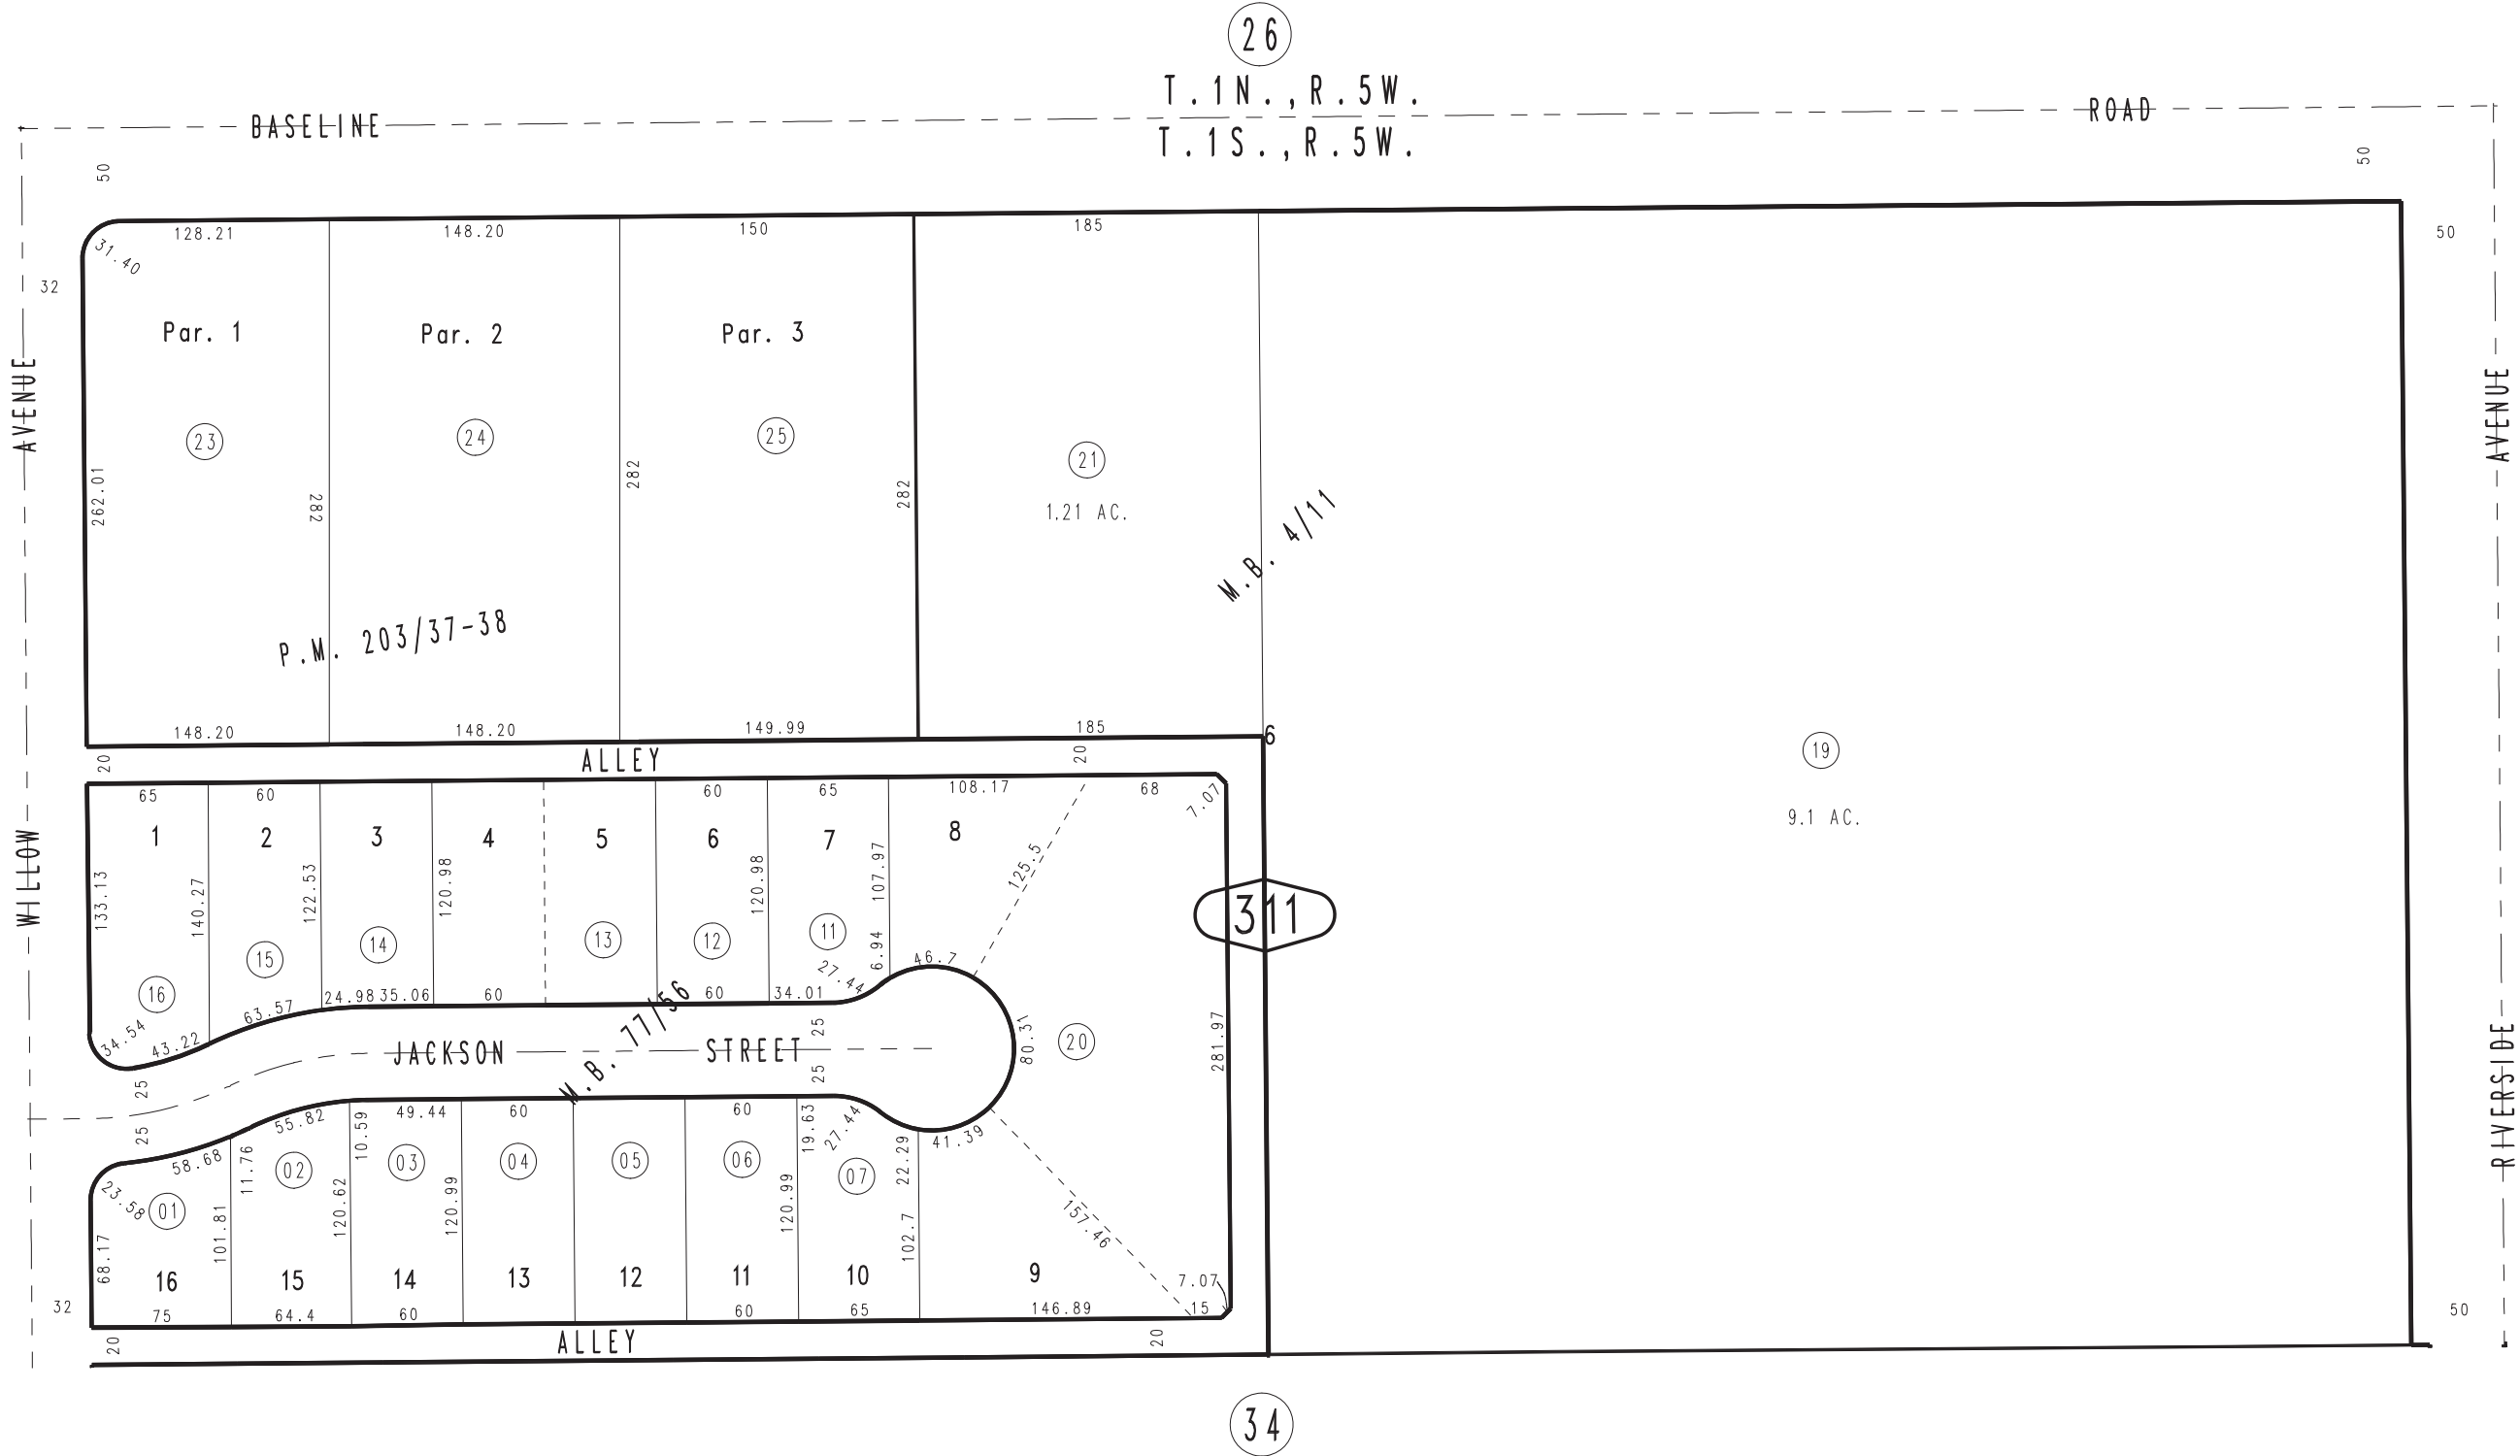 26
T.1N.,R.5W.
BASELINE ROAD
T.1S.,R.5W.
50 50
128.21 148.20 150 185
31.40 50
32
Par. 1 Par. 2 Par. 3
AVENUE AVENUE
23 24 25 21
262.01 282 282 282
1.21 AC.
M.B. 4/11
P.M. 203/37-38
148.20 148.20 149.99 185
6
ALLEY
20 20
19
9.1 AC.
65 60 60 65 108.17 68
7.07
1 2 3 4 5 6 7 8
133.13 140.27 122.53 120.98 120.98 107.97 125.5
WILLOW
311
16 15 14 13 12 11
6.94
34.54 43.22 63.57 24.98 35.06 60 60 34.01 27.44 46.7
M.B. 77/56
25 25
JACKSON STREET
80.31 20 281.97
25 25
RIVERSIDE
58.68 55.82 49.44 60 60 27.44 41.39
11.76 10.59 19.63 22.29
23.58
01 02 03 04 05 06 07
68.17 101.81 120.62 120.99 120.99 102.7 157.46
16 15 14 13 12 11 10 9
7.07
32 75 64.4 60 60 65 146.89 15 50
20 20
ALLEY
34